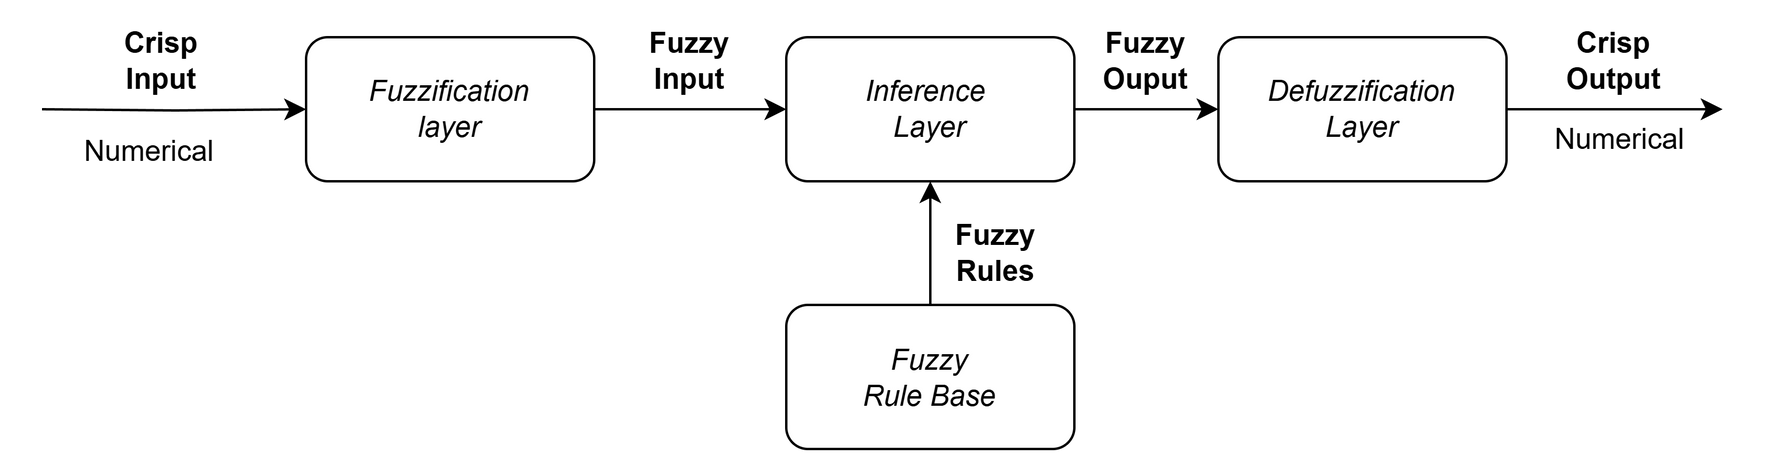 Crisp
Input
Numerical
Fuzzification
layer
Fuzzy
Input
Inference
Layer
Fuzzy
Ouput
Defuzzification
Layer
Crisp
Output
Numerical
Fuzzy
Rules
Fuzzy
Rule Base